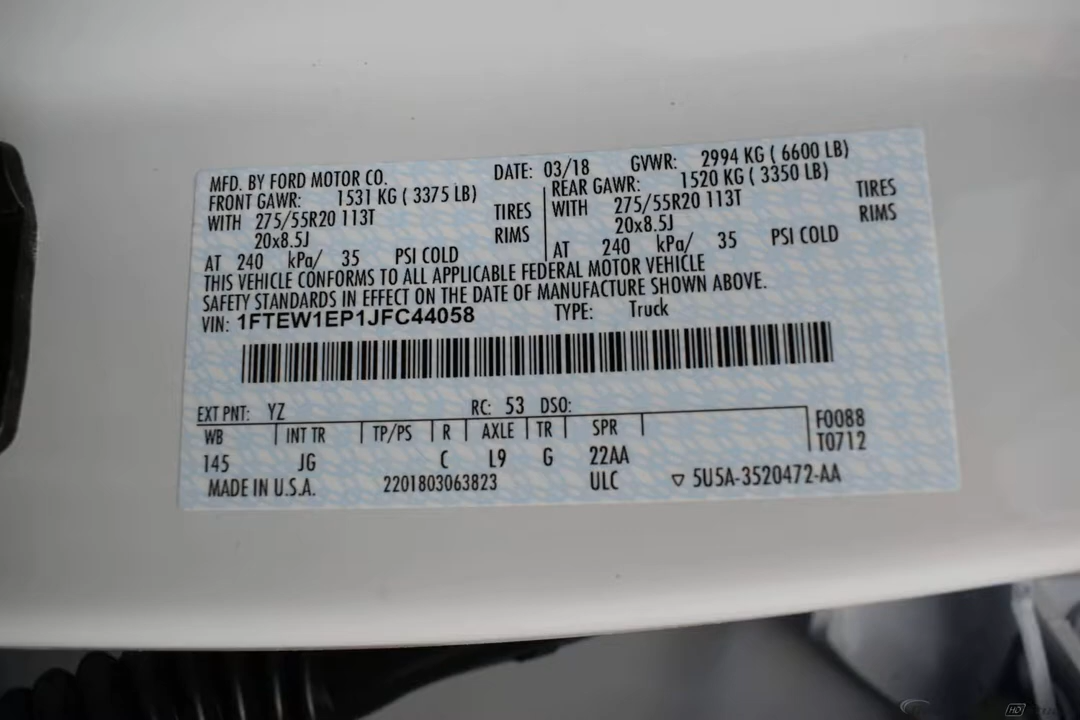 MFD. BY FORD MOTOR CO. DATE: 03/18 GVWR: 2994 KG ( 6600 LB)
FRONT GAWR: 1531 KG ( 3375 LB) REAR GAWR: 1520 KG ( 3350 LB)
WITH 275/55R20 113T TIRES WITH 275/55R20 113T TIRES
20x8.5J RIMS 20x8.5J RIMS
AT 240 kPa/ 35 PSI COLD AT 240 kPa/ 35 PSI COLD
THIS VEHICLE CONFORMS TO ALL APPLICABLE FEDERAL MOTOR VEHICLE
SAFETY STANDARDS IN EFFECT ON THE DATE OF MANUFACTURE SHOWN ABOVE.
VIN: 1FTEW1EP1JFC44058 TYPE: Truck
EXT PNT: YZ RC: 53 DSO:
WB INT TR TP/PS R AXLE TR SPR F0088
145 JG C L9 G 22AA T0712
MADE IN U.S.A. 2201803063823 ULC ▽ 5U5A-3520472-AA
HD